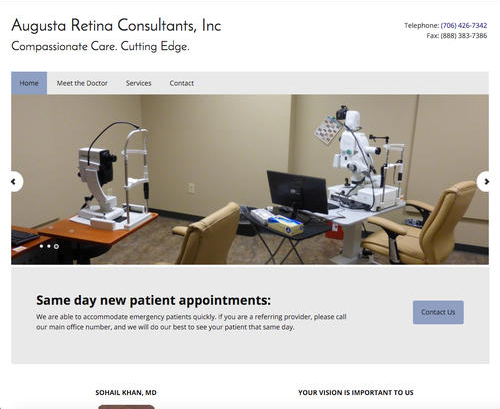 Augusta Retina Consultants, Inc
Compassionate Care. Cutting Edge.
Telephone: (706) 426-7342
Fax: (888) 383-7386
Home Meet the Doctor Services Contact
Same day new patient appointments:
We are able to accommodate emergency patients quickly. If you are a referring provider, please call
our main office number, and we will do our best to see your patient that same day.
Contact Us
SOHAIL KHAN, MD
YOUR VISION IS IMPORTANT TO US